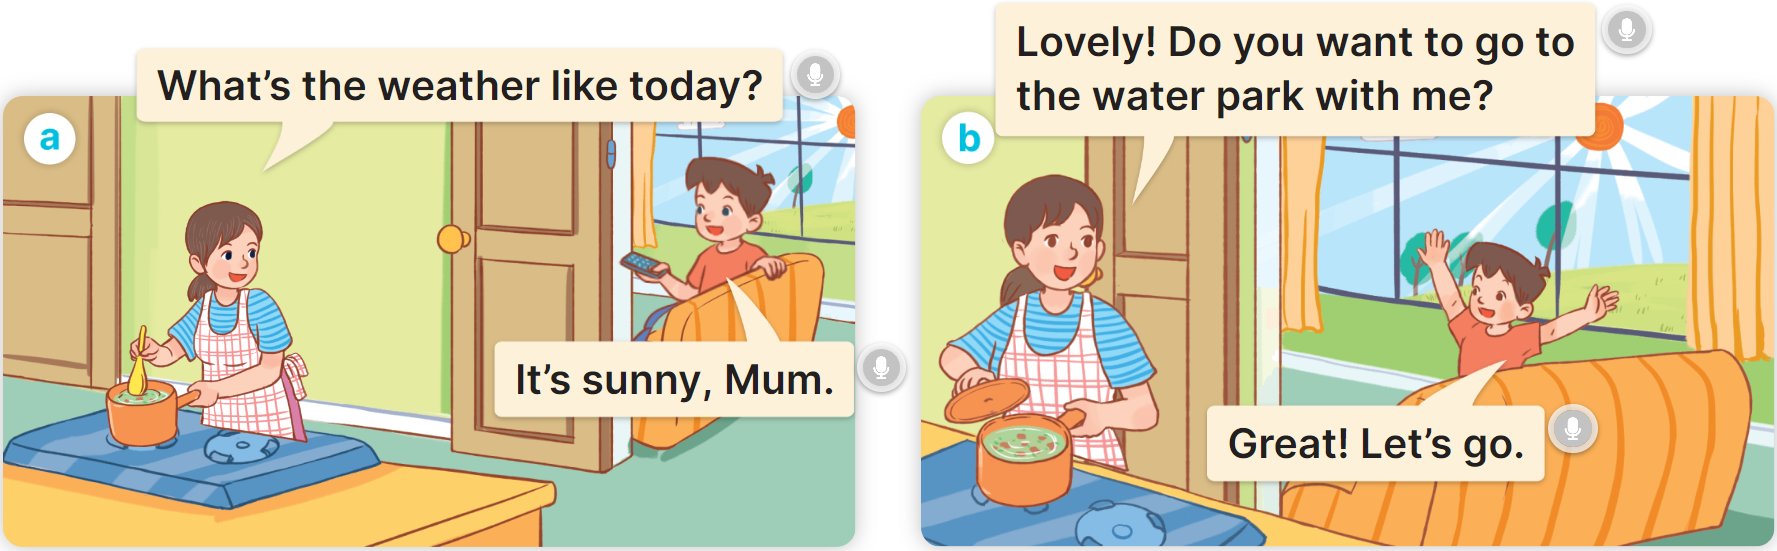 What's the weather like today?
a
It's sunny, Mum.
Lovely! Do you want to go to
the water park with me?
b
Great! Let's go.